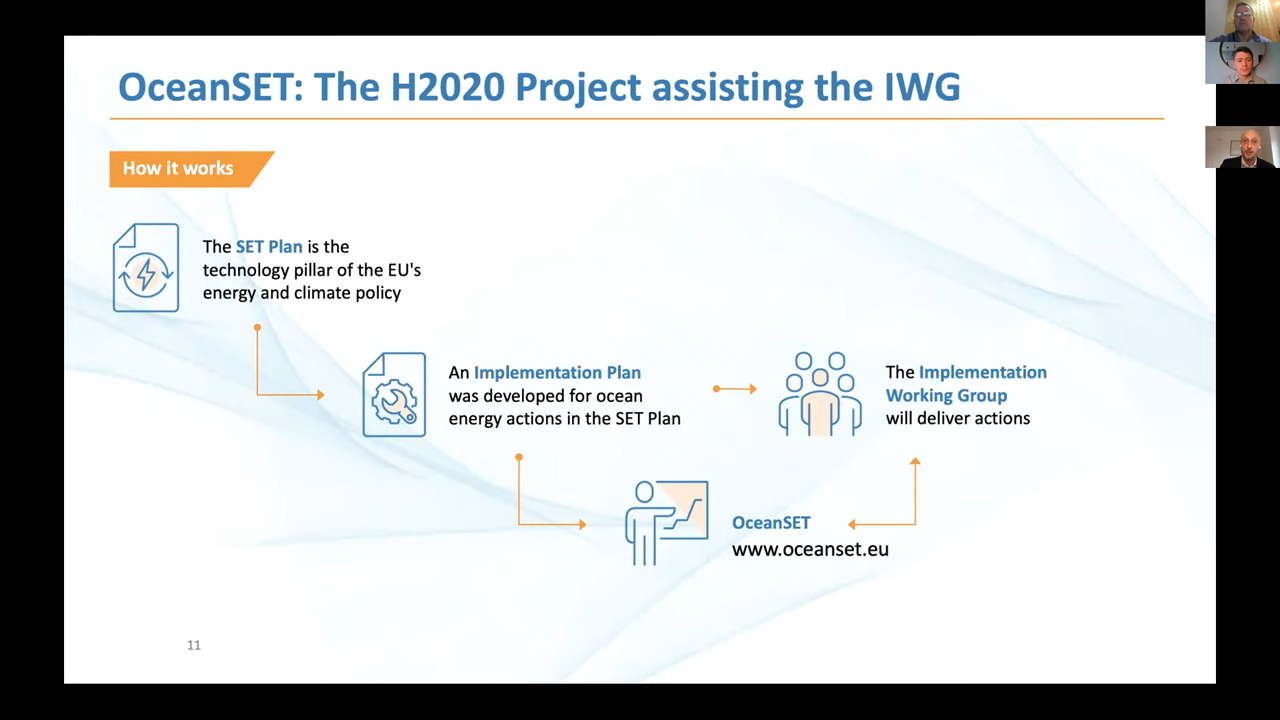 OceanSET: The H2020 Project assisting the IWG
How it works
The SET Plan is the
technology pillar of the EU's
energy and climate policy
An Implementation Plan
was developed for ocean
energy actions in the SET Plan
The Implementation
Working Group
will deliver actions
OceanSET
www.oceanset.eu
11